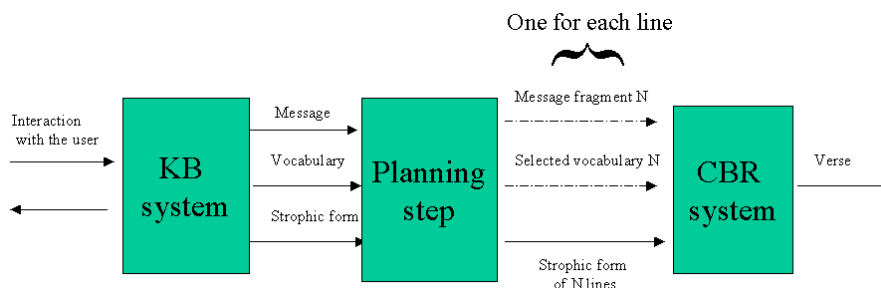 One for each line
Interaction
with the user
KB
system
Message
Vocabulary
Strophic form
Planning
step
Message fragment N
Selected vocabulary N
Strophic form
of N lines
CBR
system
Verse